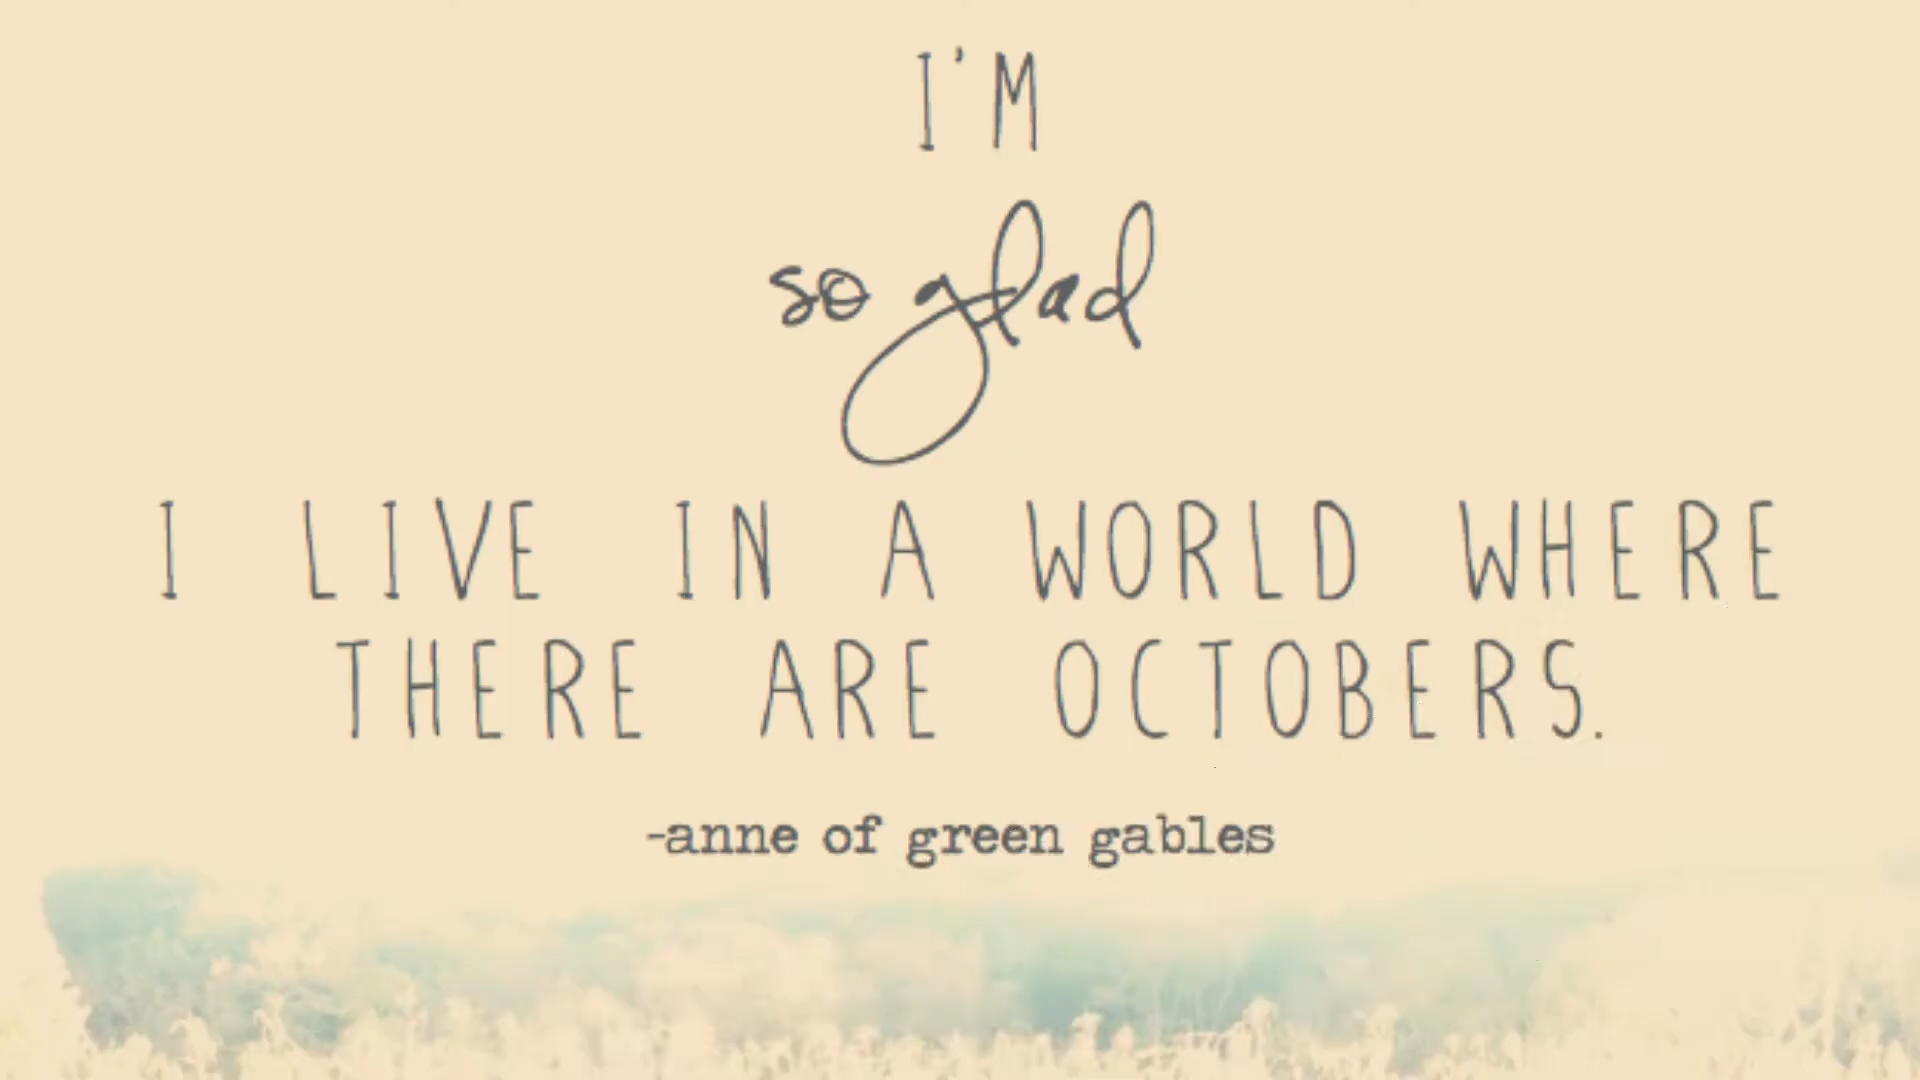 I'M
so glad
I LIVE IN A WORLD WHERE
THERE ARE OCTOBERS.
-anne of green gables